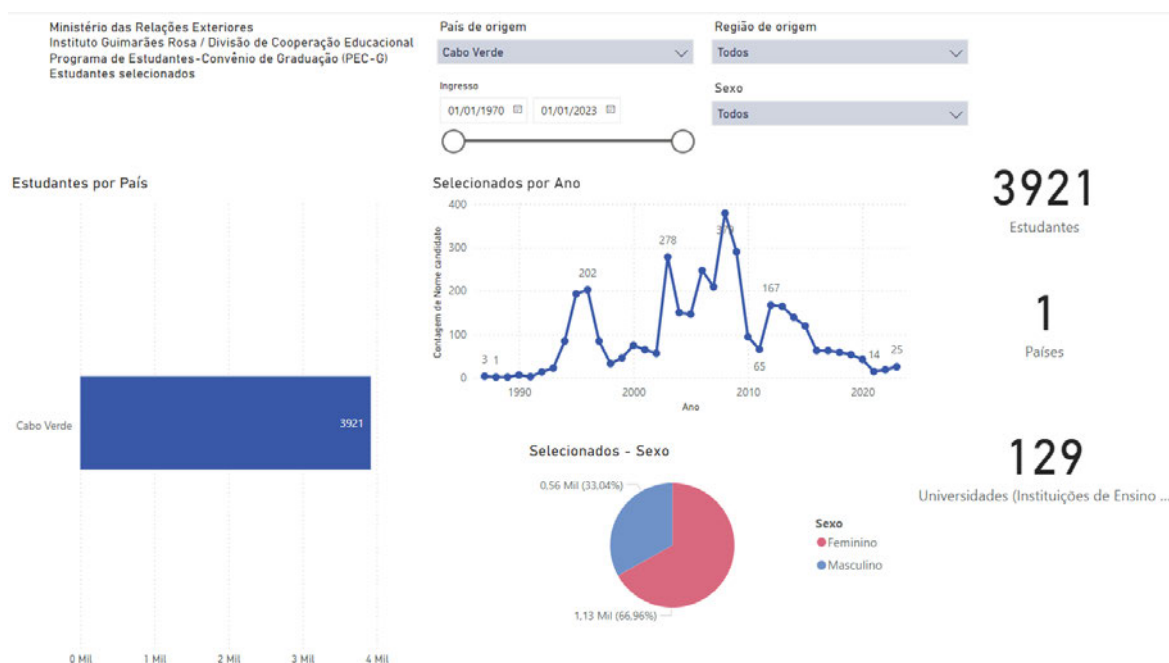 Ministério das Relações Exteriores
Instituto Guimarães Rosa / Divisão de Cooperação Educacional
Programa de Estudantes-Convênio de Graduação (PEC-G)
Estudantes selecionados
País de origem
Cabo Verde
Região de origem
Todos
Ingresso
01/01/1970
01/01/2023
Sexo
Todos
Estudantes por País
Cabo Verde
3921
0 Mil
1 Mil
2 Mil
3 Mil
4 Mil
Selecionados por Ano
Contagem de Nome candidato
400
300
200
100
0
3
1
202
278
379
65
167
14
25
1990
2000
2010
2020
Ano
3921
Estudantes
1
Países
129
Universidades (Instituições de Ensino ...
Selecionados - Sexo
0,56 Mil (33,04%)
1,13 Mil (66,96%)
Sexo
Feminino
Masculino